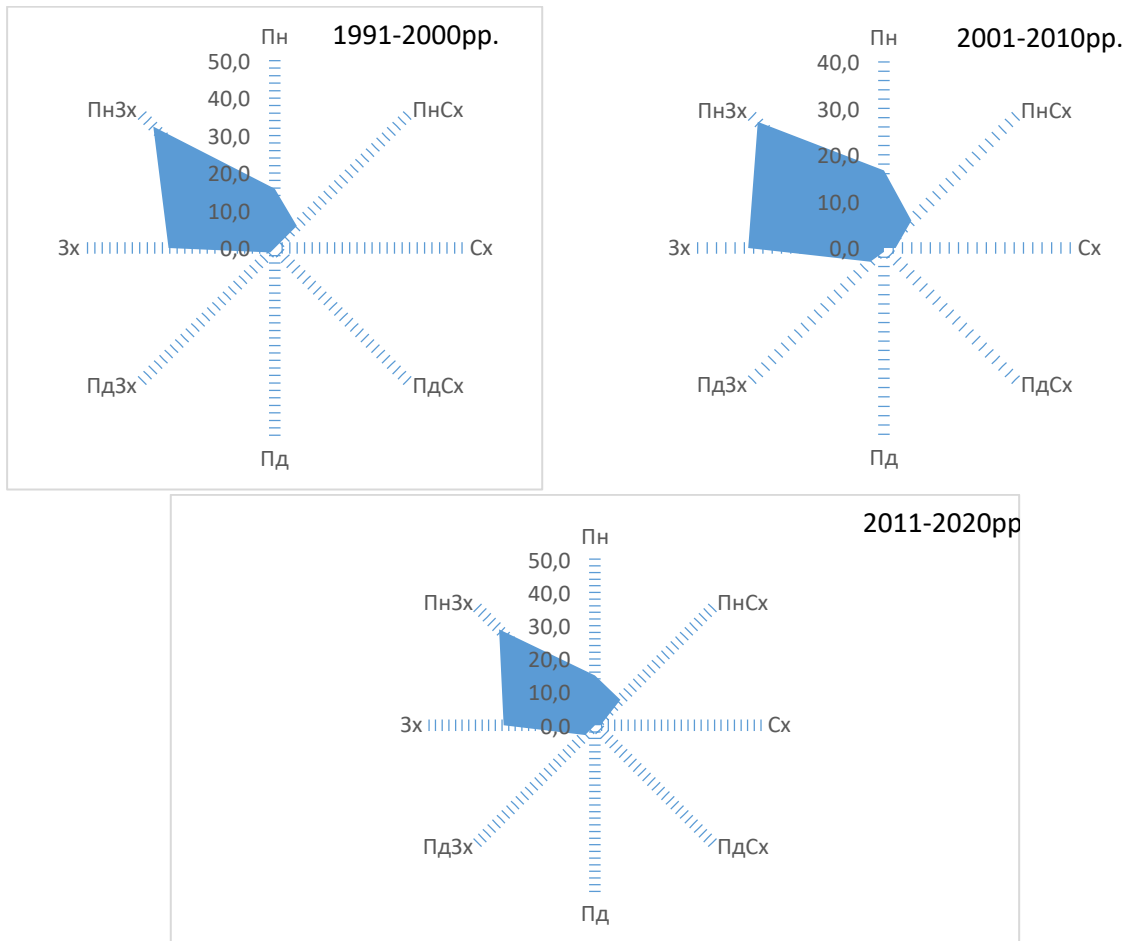 1991-2000рр.
Пн
50,0
40,0
30,0
20,0
10,0
0,0
ПнЗх
ПнСх
Зх
Сх
ПдЗх
ПдСх
Пд
2001-2010рр.
Пн
40,0
30,0
20,0
10,0
0,0
ПнЗх
ПнСх
Зх
Сх
ПдЗх
ПдСх
Пд
2011-2020рр
Пн
50,0
40,0
30,0
20,0
10,0
0,0
ПнЗх
ПнСх
Зх
Сх
ПдЗх
ПдСх
Пд